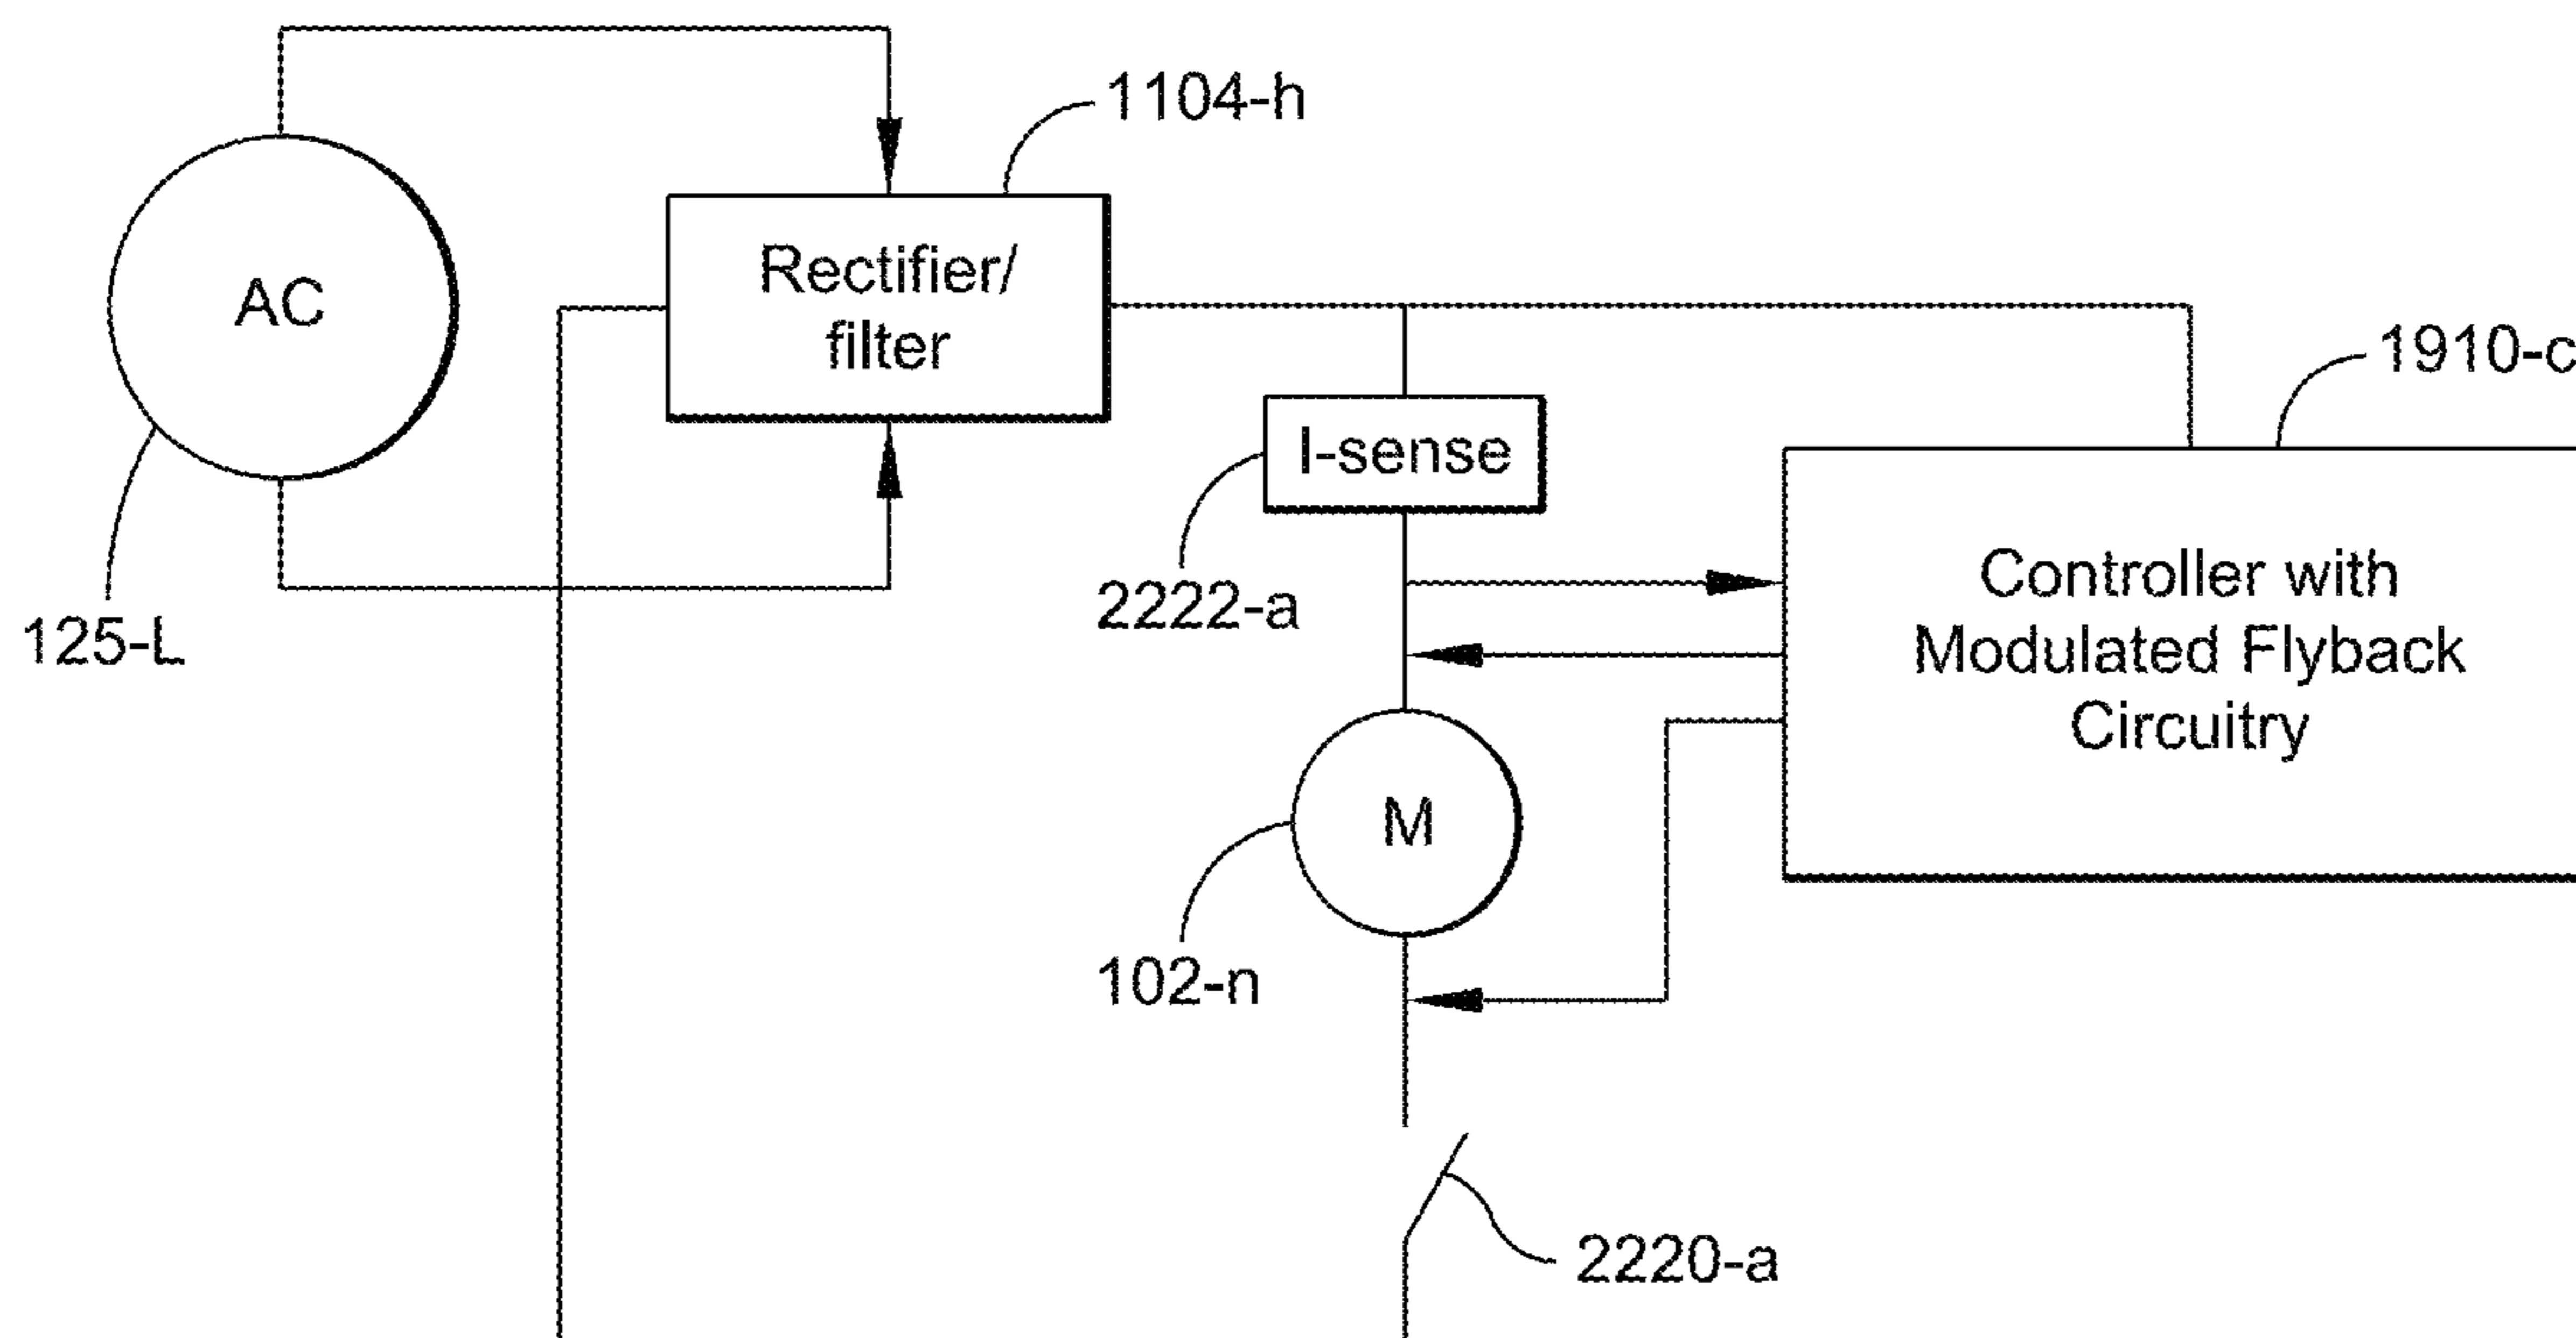 1104-h
AC
Rectifier/
filter
1910-c
I-sense
2222-a
125-L
Controller with
Modulated Flyback
Circuitry
M
102-n
2220-a